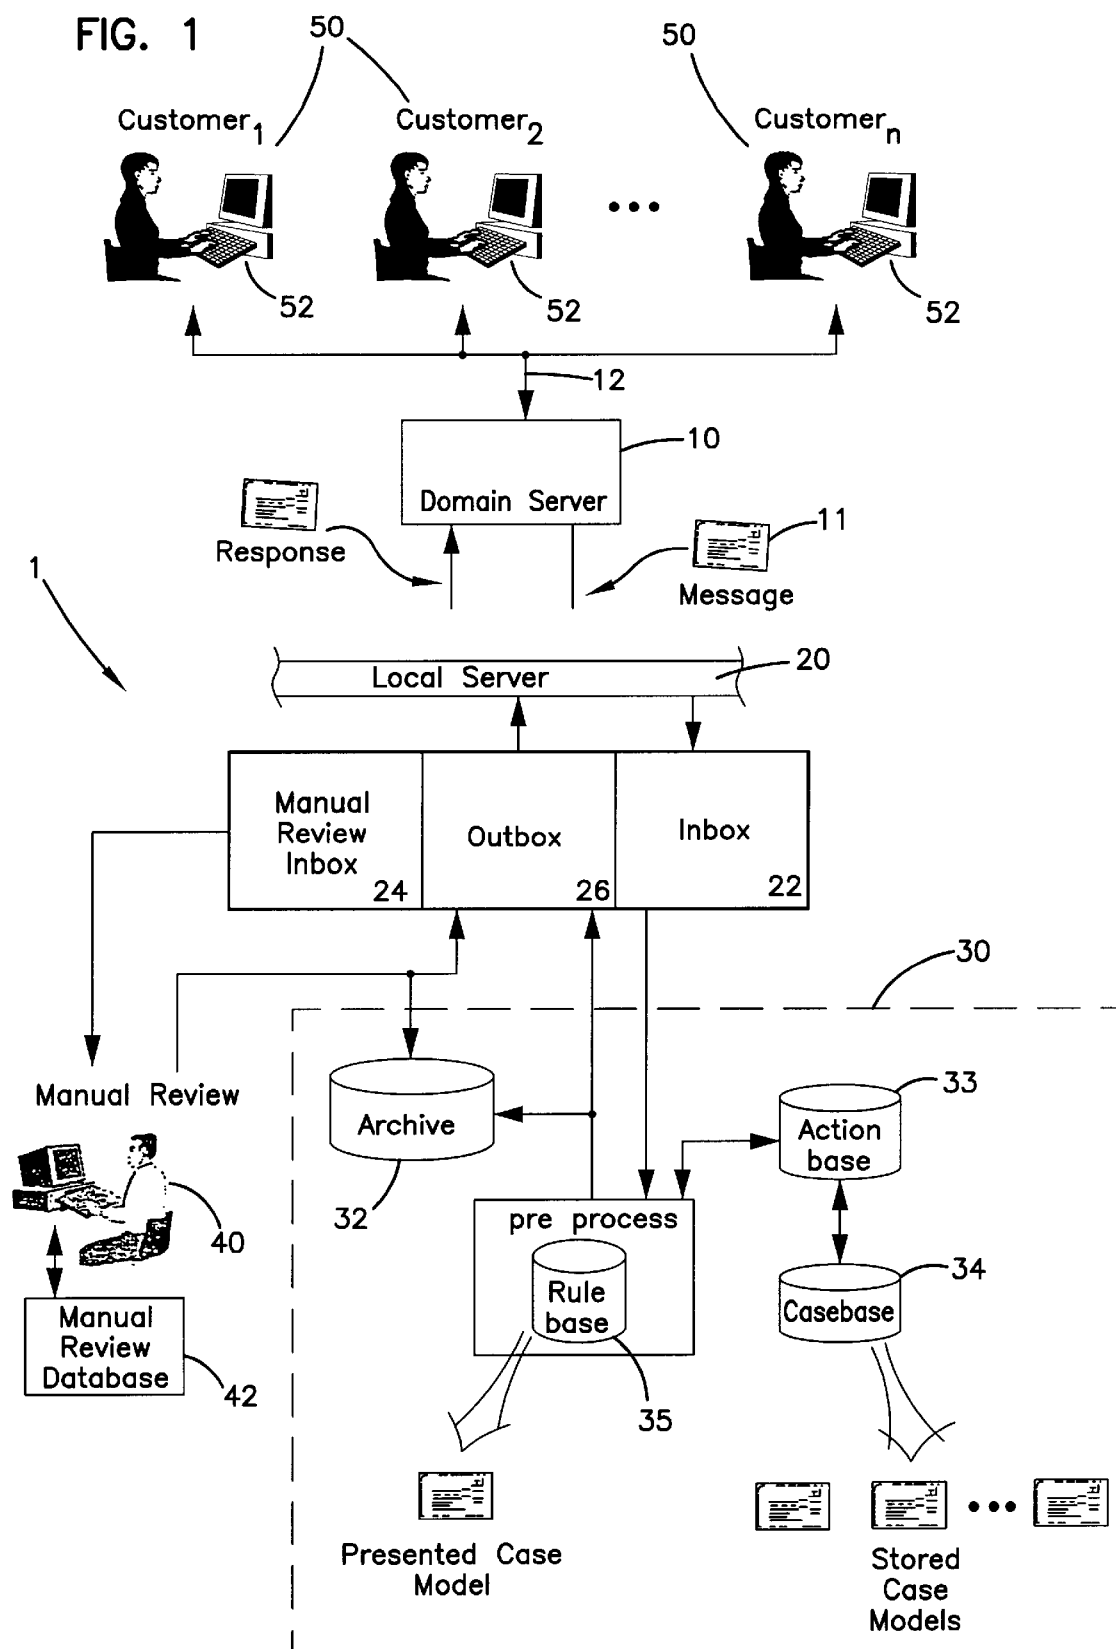 FIG. 1
50
50
Customer1
Customer2
Customern
52
52
52
12
10
Domain Server
Response
11
Message
1
20
Local Server
Manual
Review
Inbox
24
Outbox
26
Inbox
22
30
Manual Review
Archive
32
33
Action
base
40
pre process
Rule
base
35
34
Casebase
Manual
Review
Database
42
Presented Case
Model
Stored
Case
Models